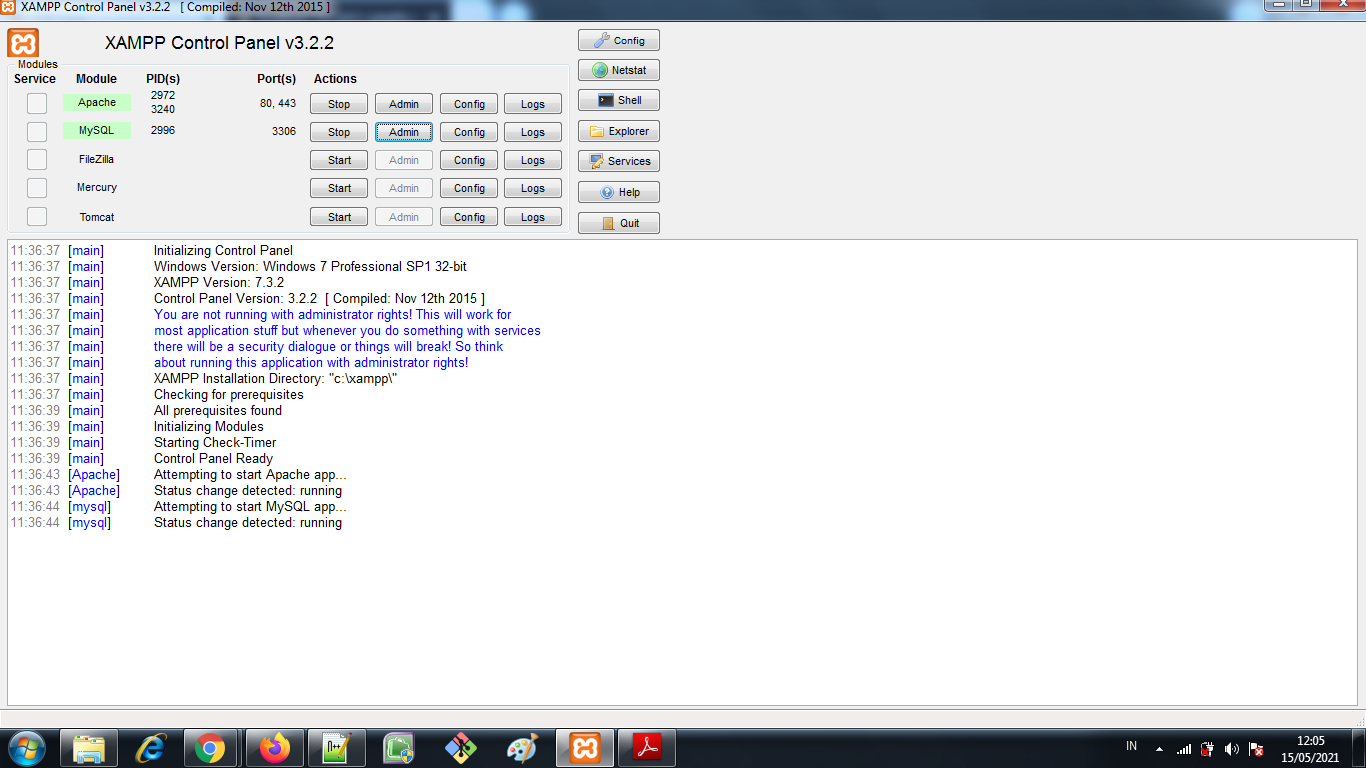 XAMPP Control Panel v3.2.2 [ Compiled: Nov 12th 2015 ]
XAMPP Control Panel v3.2.2
Config
Modules
Service Module PID(s) Port(s) Actions
Netstat
Apache 2972 3240 80, 443 Stop Admin Config Logs
Shell
MySQL 2996 3306 Stop Admin Config Logs
Explorer
FileZilla Start Admin Config Logs
Services
Mercury Start Admin Config Logs
Help
Tomcat Start Admin Config Logs
Quit
11:36:37 [main] Initializing Control Panel
11:36:37 [main] Windows Version: Windows 7 Professional SP1 32-bit
11:36:37 [main] XAMPP Version: 7.3.2
11:36:37 [main] Control Panel Version: 3.2.2 [ Compiled: Nov 12th 2015 ]
11:36:37 [main] You are not running with administrator rights! This will work for
11:36:37 [main] most application stuff but whenever you do something with services
11:36:37 [main] there will be a security dialogue or things will break! So think
11:36:37 [main] about running this application with administrator rights!
11:36:37 [main] XAMPP Installation Directory: "c:\xampp\"
11:36:37 [main] Checking for prerequisites
11:36:39 [main] All prerequisites found
11:36:39 [main] Initializing Modules
11:36:39 [main] Starting Check-Timer
11:36:39 [main] Control Panel Ready
11:36:43 [Apache] Attempting to start Apache app...
11:36:43 [Apache] Status change detected: running
11:36:44 [mysql] Attempting to start MySQL app...
11:36:44 [mysql] Status change detected: running
IN
12:05
15/05/2021